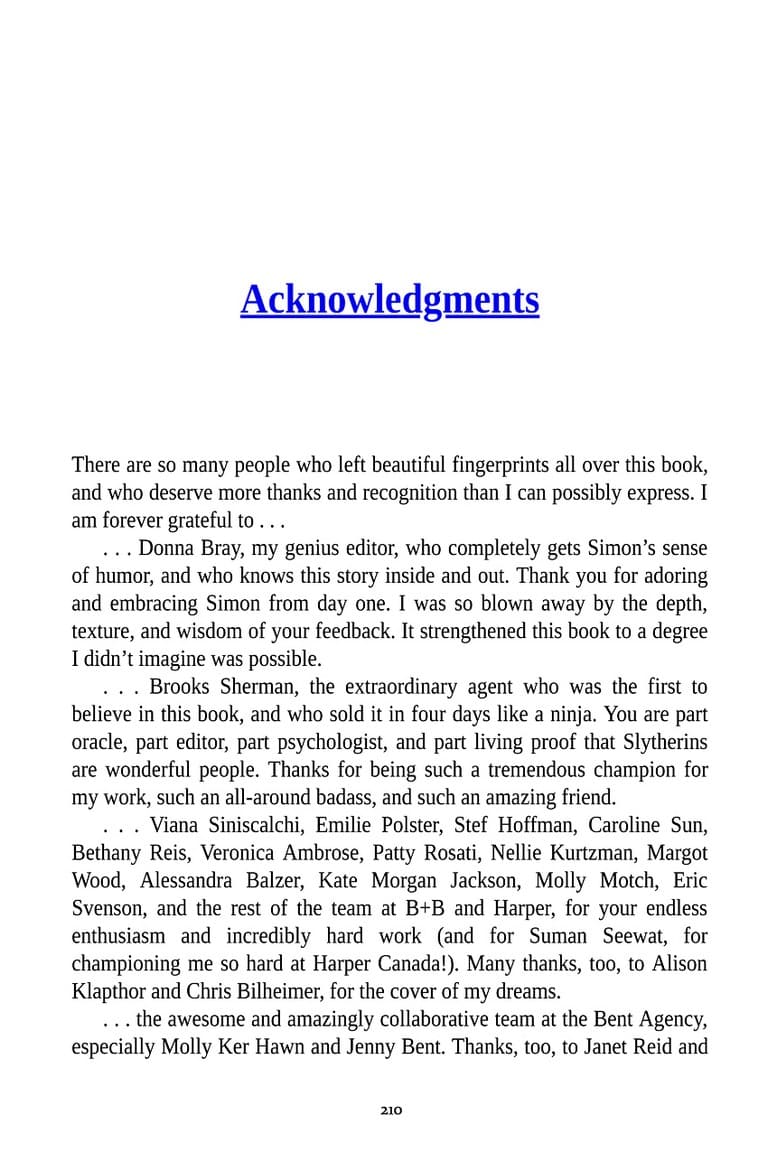 Acknowledgments
There are so many people who left beautiful fingerprints all over this book,
and who deserve more thanks and recognition than I can possibly express. I
am forever grateful to . . .
. . . Donna Bray, my genius editor, who completely gets Simon’s sense
of humor, and who knows this story inside and out. Thank you for adoring
and embracing Simon from day one. I was so blown away by the depth,
texture, and wisdom of your feedback. It strengthened this book to a degree
I didn’t imagine was possible.
. . . Brooks Sherman, the extraordinary agent who was the first to
believe in this book, and who sold it in four days like a ninja. You are part
oracle, part editor, part psychologist, and part living proof that Slytherins
are wonderful people. Thanks for being such a tremendous champion for
my work, such an all-around badass, and such an amazing friend.
. . . Viana Siniscalchi, Emilie Polster, Stef Hoffman, Caroline Sun,
Bethany Reis, Veronica Ambrose, Patty Rosati, Nellie Kurtzman, Margot
Wood, Alessandra Balzer, Kate Morgan Jackson, Molly Motch, Eric
Svenson, and the rest of the team at B+B and Harper, for your endless
enthusiasm and incredibly hard work (and for Suman Seewat, for
championing me so hard at Harper Canada!). Many thanks, too, to Alison
Klapthor and Chris Bilheimer, for the cover of my dreams.
. . . the awesome and amazingly collaborative team at the Bent Agency,
especially Molly Ker Hawn and Jenny Bent. Thanks, too, to Janet Reid and
210